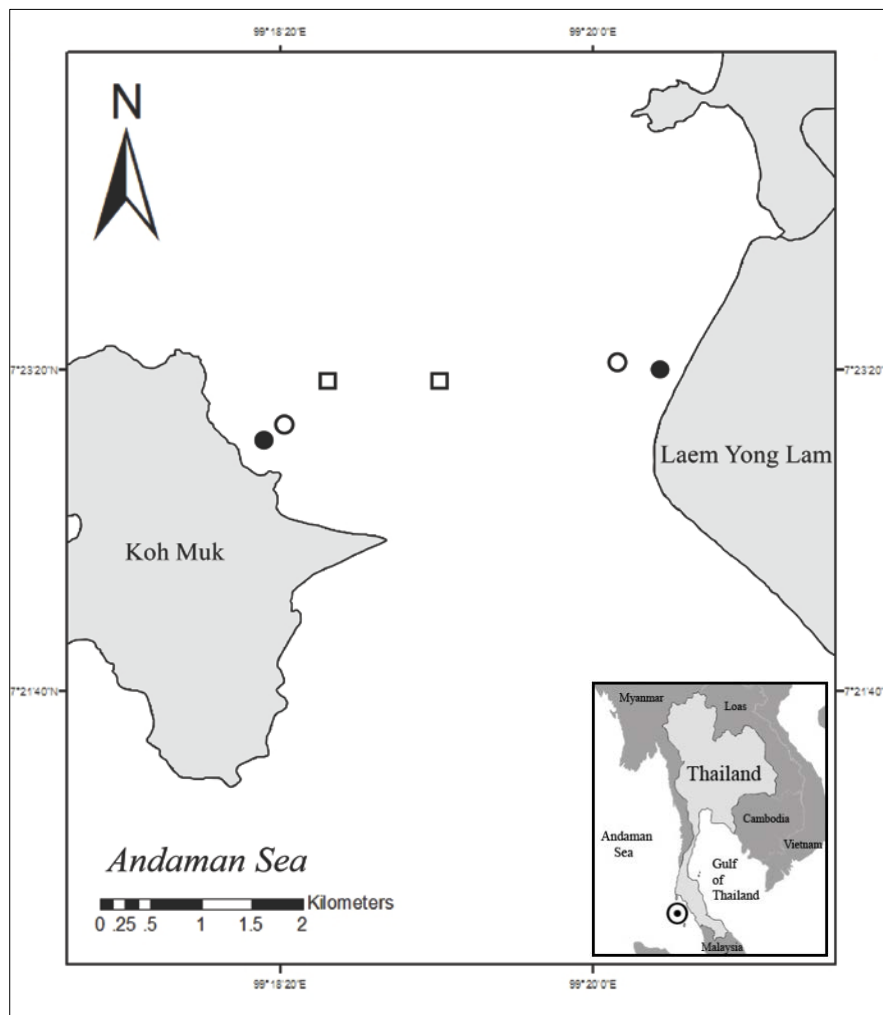 99°18'20"E
99°20'0"E
N
7°23'20"N
7°23'20"N
Laem Yong Lam
Koh Muk
7°21'40"N
7°21'40"N
Myanmar
Loas
Thailand
Cambodia
Vietnam
Andaman
Sea
Gulf
of
Thailand
Malaysia
Andaman Sea
Kilometers
0 .25 .5 1 1.5 2
99°18'20"E
99°20'0"E